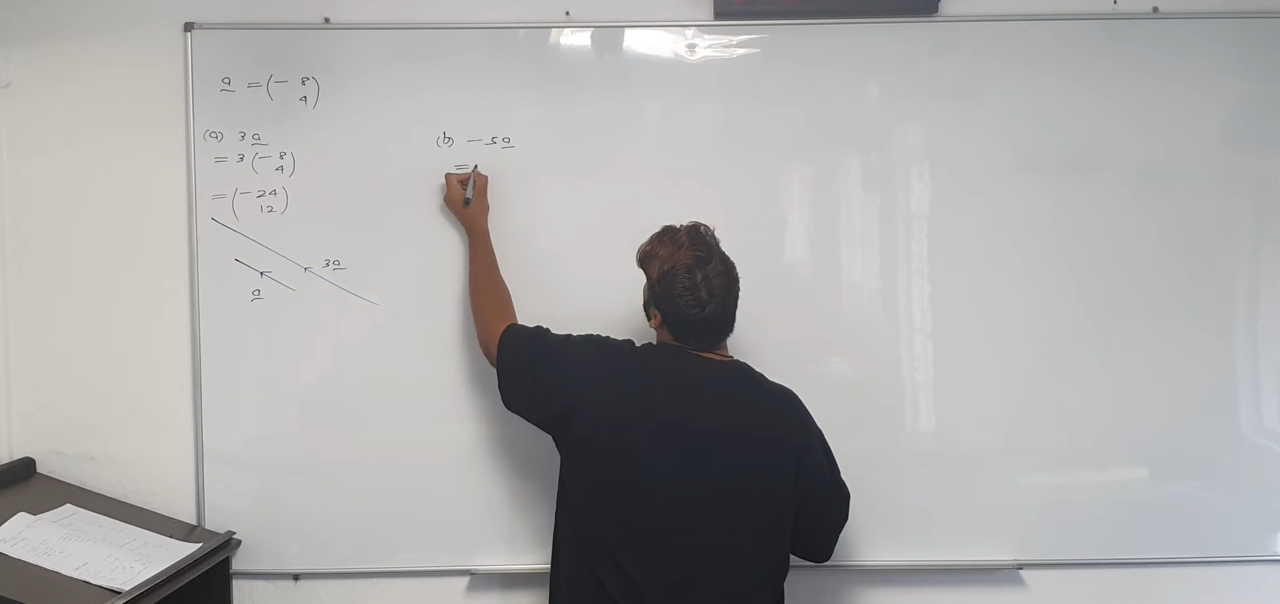 a = (- 8
4)
(a) 3a
= 3 (- 8
4)
= (- 24
12)
3a
a
(b) - 5a
=